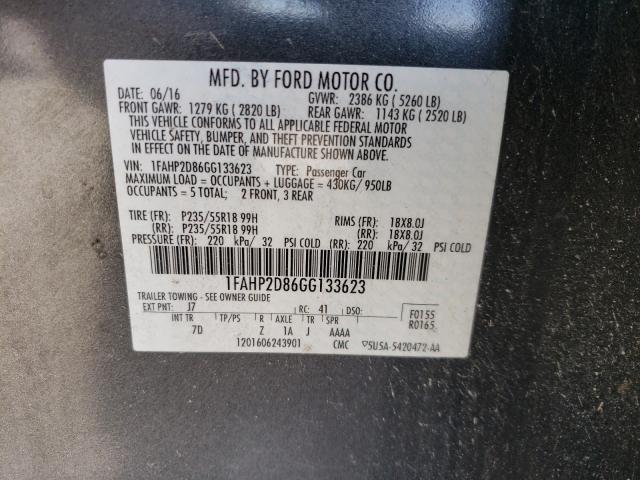 MFD. BY FORD MOTOR CO.
DATE: 06/16 GVWR: 2386 KG ( 5260 LB)
FRONT GAWR: 1279 KG ( 2820 LB) REAR GAWR: 1143 KG ( 2520 LB)
THIS VEHICLE CONFORMS TO ALL APPLICABLE FEDERAL MOTOR
VEHICLE SAFETY, BUMPER, AND THEFT PREVENTION STANDARDS
IN EFFECT ON THE DATE OF MANUFACTURE SHOWN ABOVE.
VIN: 1FAHP2D86GG133623 TYPE: Passenger Car
MAXIMUM LOAD = OCCUPANTS + LUGGAGE = 430KG/ 950LB
OCCUPANTS = 5 TOTAL; 2 FRONT, 3 REAR
TIRE (FR): P235/55R18 99H RIMS (FR): 18X8.0J
(RR): P235/55R18 99H (RR): 18X8.0J
PRESSURE (FR): 220 kPa/ 32 PSI COLD (RR): 220 kPa/ 32 PSI COLD
1FAHP2D86GG133623
TRAILER TOWING - SEE OWNER GUIDE
EXT PNT: J7 RC: 41 DSO: F0155
INT TR TP/PS R AXLE TR SPR R0165
7D Z 1A J AAAA
1201606243901 CMC 5U5A-5420472-AA